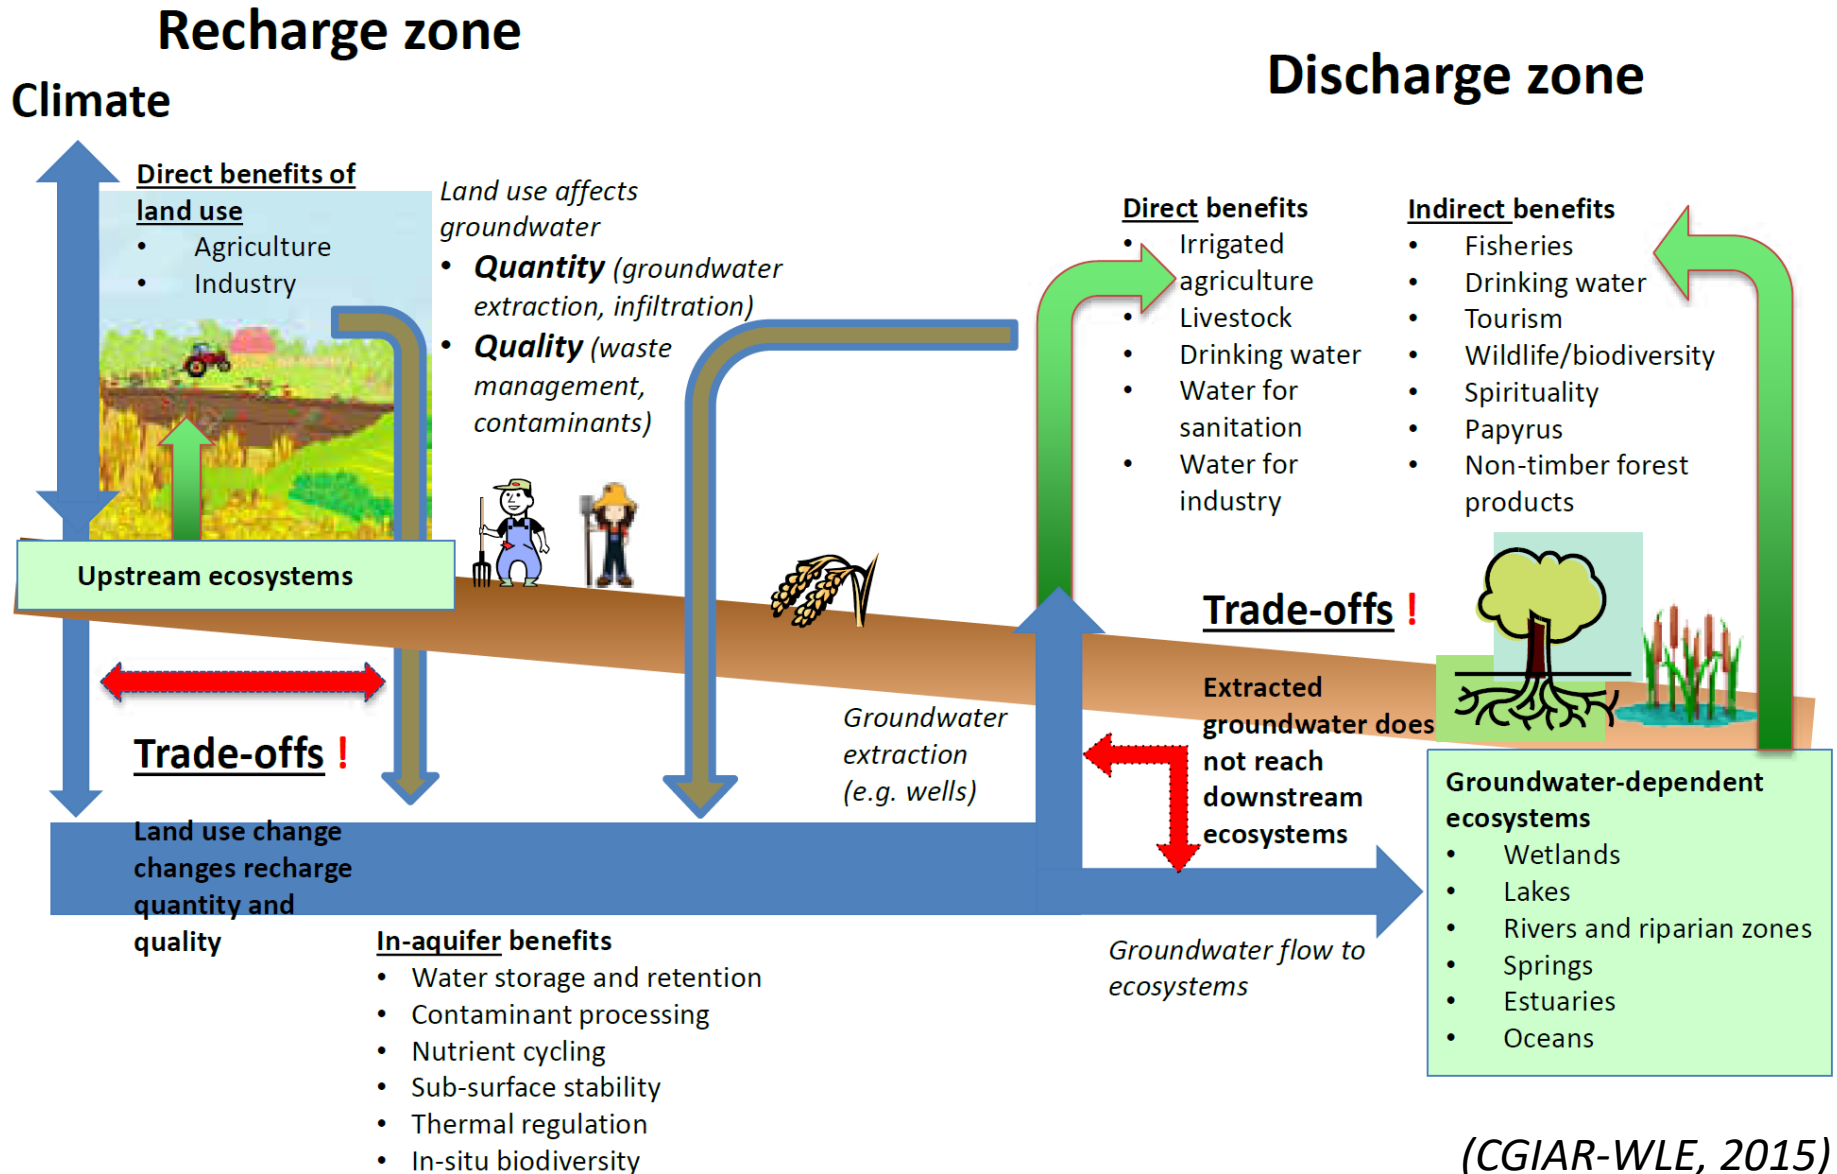 Recharge zone
Climate
Discharge zone
Direct benefits of
land use
• Agriculture
• Industry
Land use affects
groundwater
• Quantity (groundwater
extraction, infiltration)
• Quality (waste
management,
contaminants)
Direct benefits
• Irrigated
agriculture
• Livestock
• Drinking water
• Water for
sanitation
• Water for
industry
Indirect benefits
• Fisheries
• Drinking water
• Tourism
• Wildlife/biodiversity
• Spirituality
• Papyrus
• Non-timber forest
products
Upstream ecosystems
Trade-offs !
Land use change
changes recharge
quantity and
quality
Groundwater
extraction
(e.g. wells)
Trade-offs !
Extracted
groundwater does
not reach
downstream
ecosystems
Groundwater-dependent
ecosystems
• Wetlands
• Lakes
• Rivers and riparian zones
• Springs
• Estuaries
• Oceans
In-aquifer benefits
• Water storage and retention
• Contaminant processing
• Nutrient cycling
• Sub-surface stability
• Thermal regulation
• In-situ biodiversity
Groundwater flow to
ecosystems
(CGIAR-WLE, 2015)